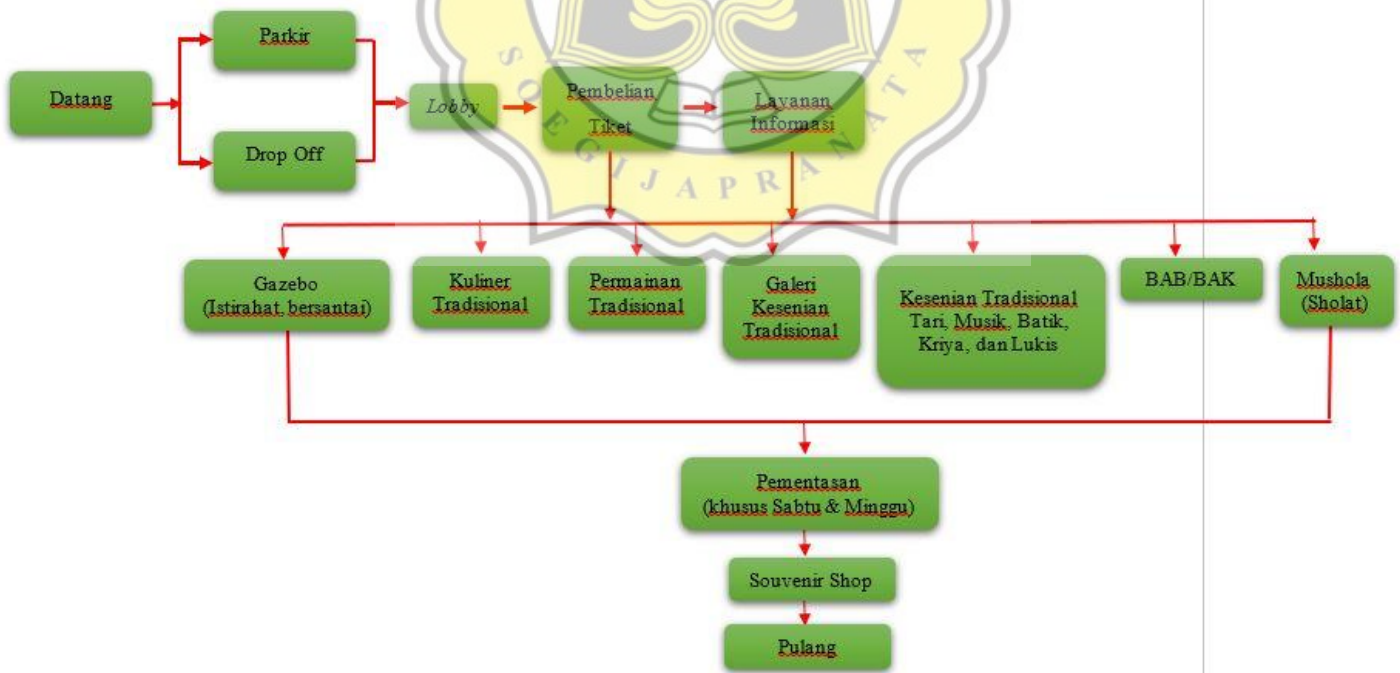 Parkir
Datang
Lobby
Pembelian
Tiket
Layanan
Informasi
Drop Off
SOEGIJAPRANATA
Gazebo
(Istirahat, bersantai)
Kuliner
Tradisional
Permainan
Tradisional
Galeri
Kesenian
Tradisional
Kesenian Tradisional
Tari, Musik, Batik,
Kriya, dan Lukis
BAB/BAK
Mushola
(Sholat)
Pementasan
(khusus Sabtu & Minggu)
Souvenir Shop
Pulang